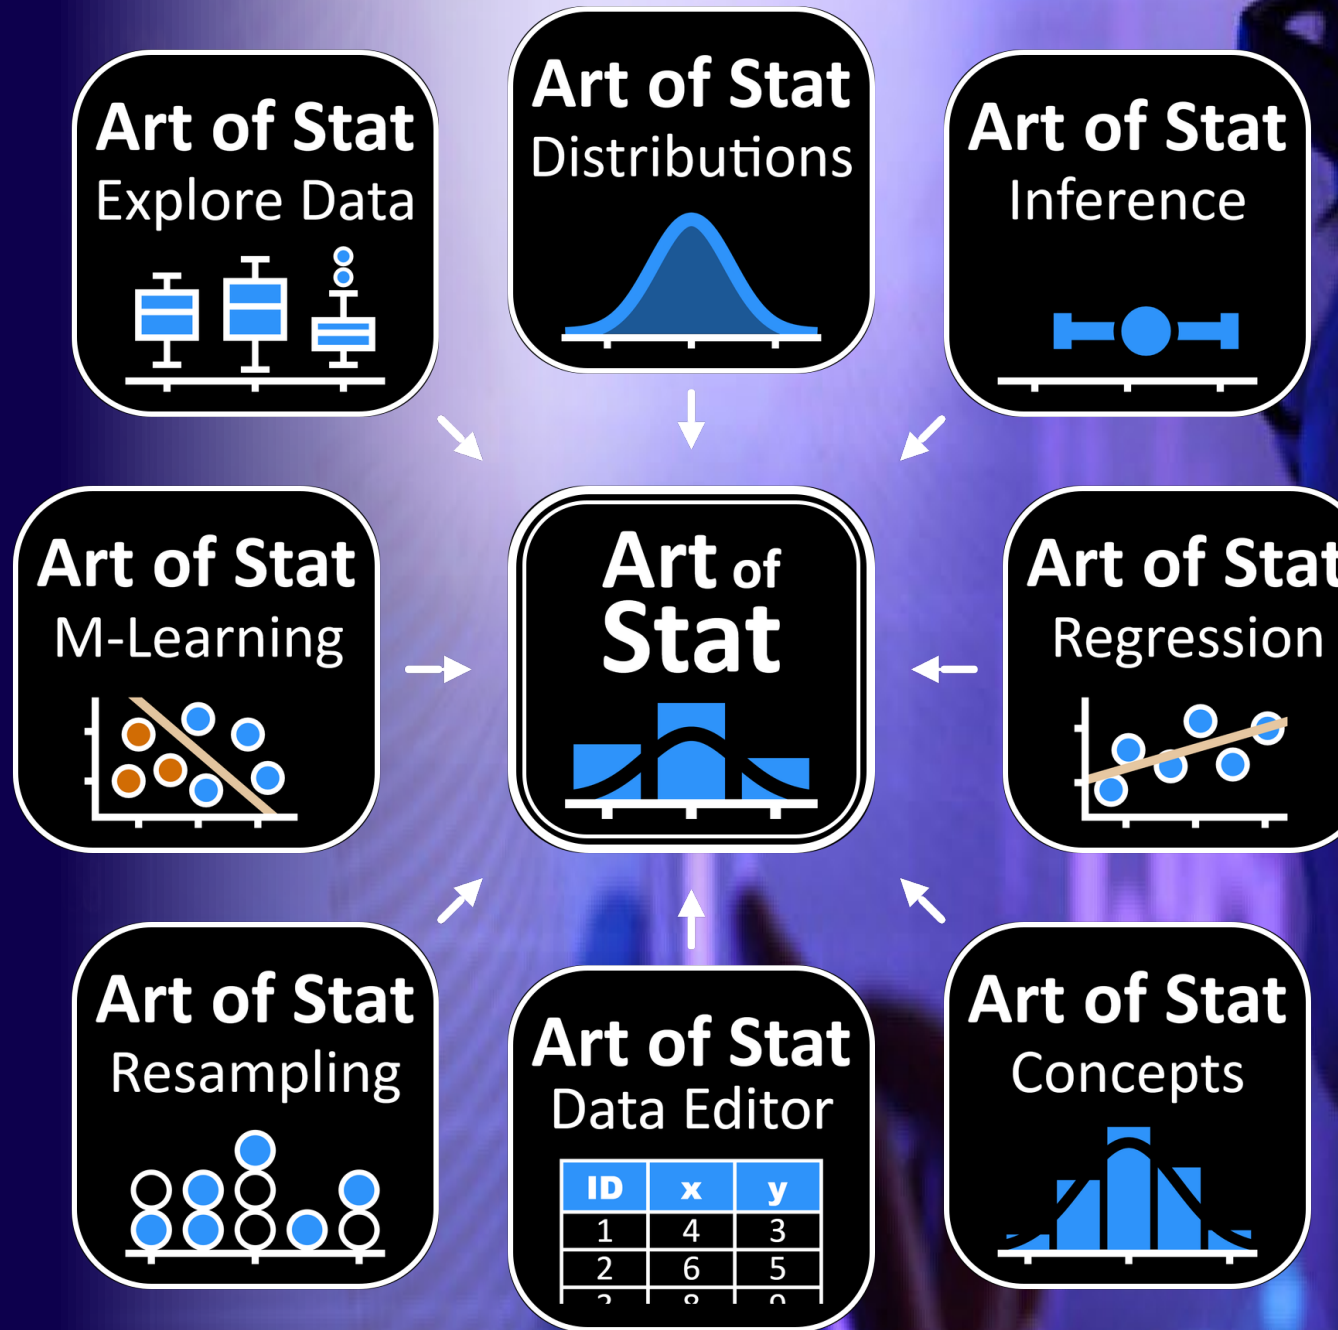 Art of Stat
Explore Data
Art of Stat
Distributions
Art of Stat
Inference
Art of Stat
M-Learning
Art of
Stat
Art of Stat
Regression
Art of Stat
Resampling
Art of Stat
Data Editor
ID x y
1 4 3
2 6 5
Art of Stat
Concepts